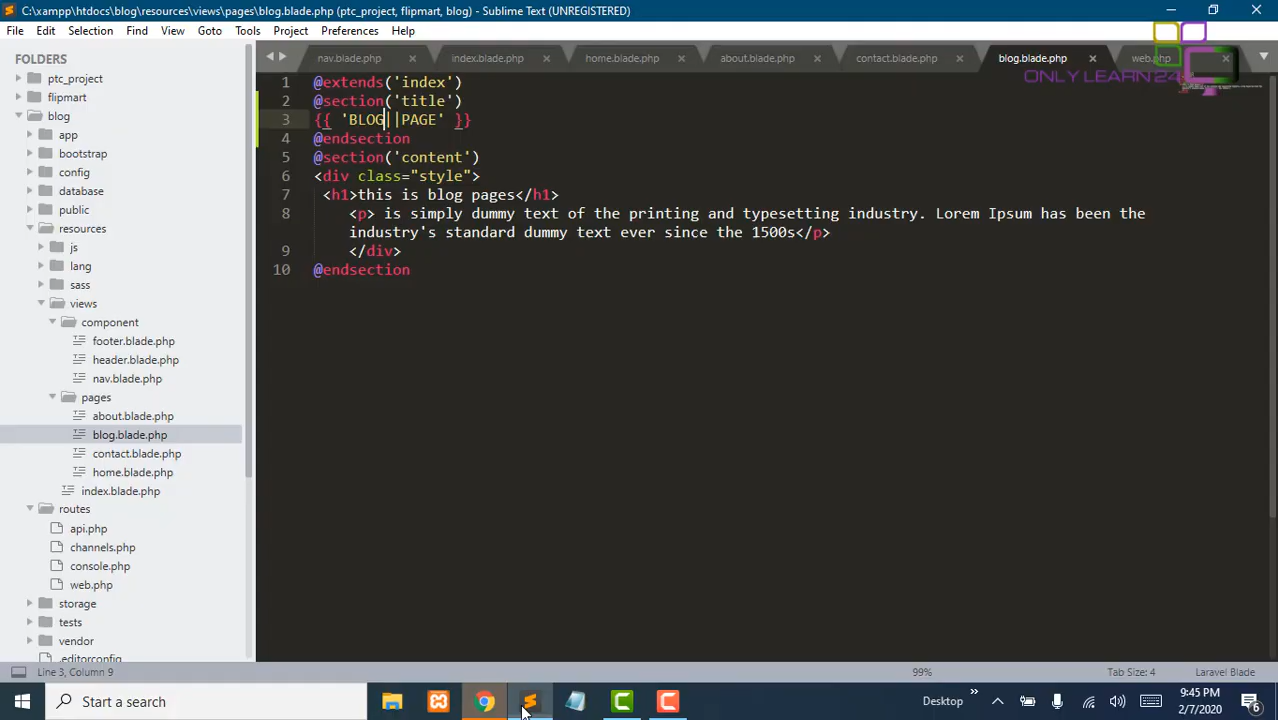 C:\xampp\htdocs\blog\resources\views\pages\blog.blade.php (ptc_project, flipmart, blog) - Sublime Text (UNREGISTERED)
File Edit Selection Find View Goto Tools Project Preferences Help
FOLDERS
ptc_project
flipmart
blog
app
bootstrap
config
database
public
resources
js
lang
sass
views
component
footer.blade.php
header.blade.php
nav.blade.php
pages
about.blade.php
blog.blade.php
contact.blade.php
home.blade.php
index.blade.php
routes
api.php
channels.php
console.php
web.php
storage
tests
vendor
.editorconfig
nav.blade.php index.blade.php home.blade.php about.blade.php contact.blade.php blog.blade.php web.php
ONLY LEARN 24
1 @extends('index')
2 @section('title')
3 {{ 'BLOG||PAGE' }}
4 @endsection
5 @section('content')
6 <div class="style">
7 <h1>this is blog pages</h1>
8 <p> is simply dummy text of the printing and typesetting industry. Lorem Ipsum has been the
industry's standard dummy text ever since the 1500s</p>
9 </div>
10 @endsection
Line 3, Column 9 99% Tab Size: 4 Laravel Blade
Start a search
Desktop
9:45 PM
2/7/2020
6